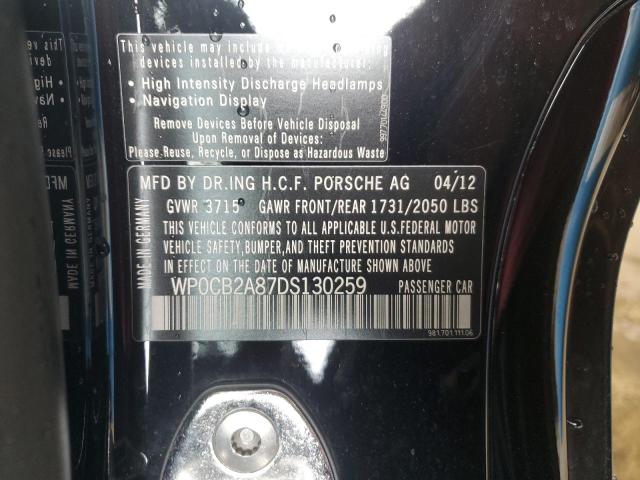 This vehicle may include mercury
devices installed by the manufacturer:
• High Intensity Discharge Headlamps
• Navigation Display
Remove Devices Before Vehicle Disposal
Upon Removal of Devices:
Please Reuse, Recycle, or Dispose as Hazardous Waste
MADE IN GERMANY
MFD BY DR.ING H.C.F. PORSCHE AG 04/12
GVWR 3715 GAWR FRONT/REAR 1731/2050 LBS
THIS VEHICLE CONFORMS TO ALL APPLICABLE U.S.FEDERAL MOTOR
VEHICLE SAFETY,BUMPER,AND THEFT PREVENTION STANDARDS
IN EFFECT ON THE DATE OF MANUFACTURE SHOWN ABOVE.
WP0CB2A87DS130259 PASSENGER CAR
981.701.111.06